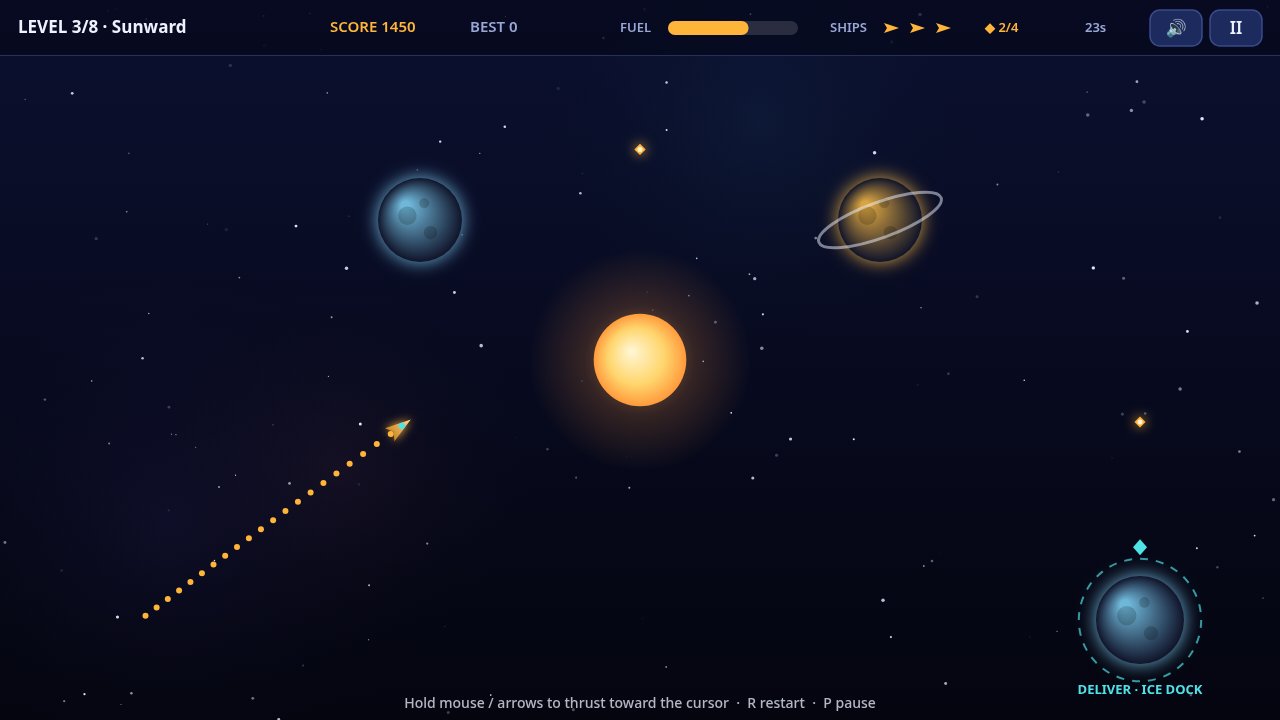 LEVEL 3/8 · Sunward
SCORE 1450
BEST 0
FUEL
SHIPS
◆ 2/4
23s
II
DELIVER · ICE DOCK
Hold mouse / arrows to thrust toward the cursor · R restart · P pause